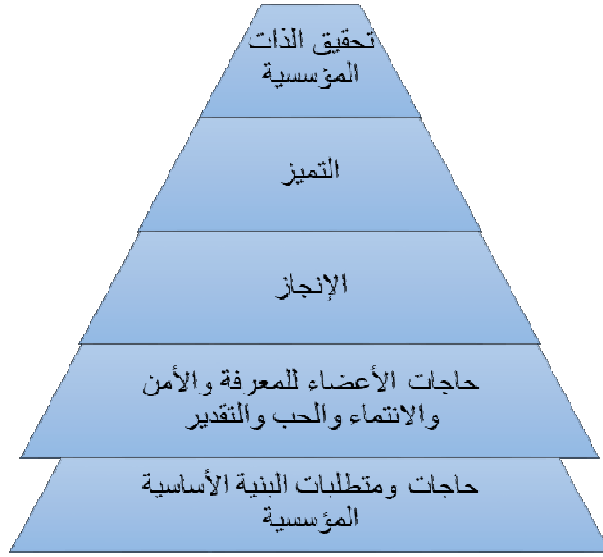 تحقيق الذات
المؤسسية
التميز
الإنجاز
حاجات الأعضاء للمعرفة والأمن
والانتماء والحب والتقدير
حاجات ومتطلبات البنية الأساسية
المؤسسية